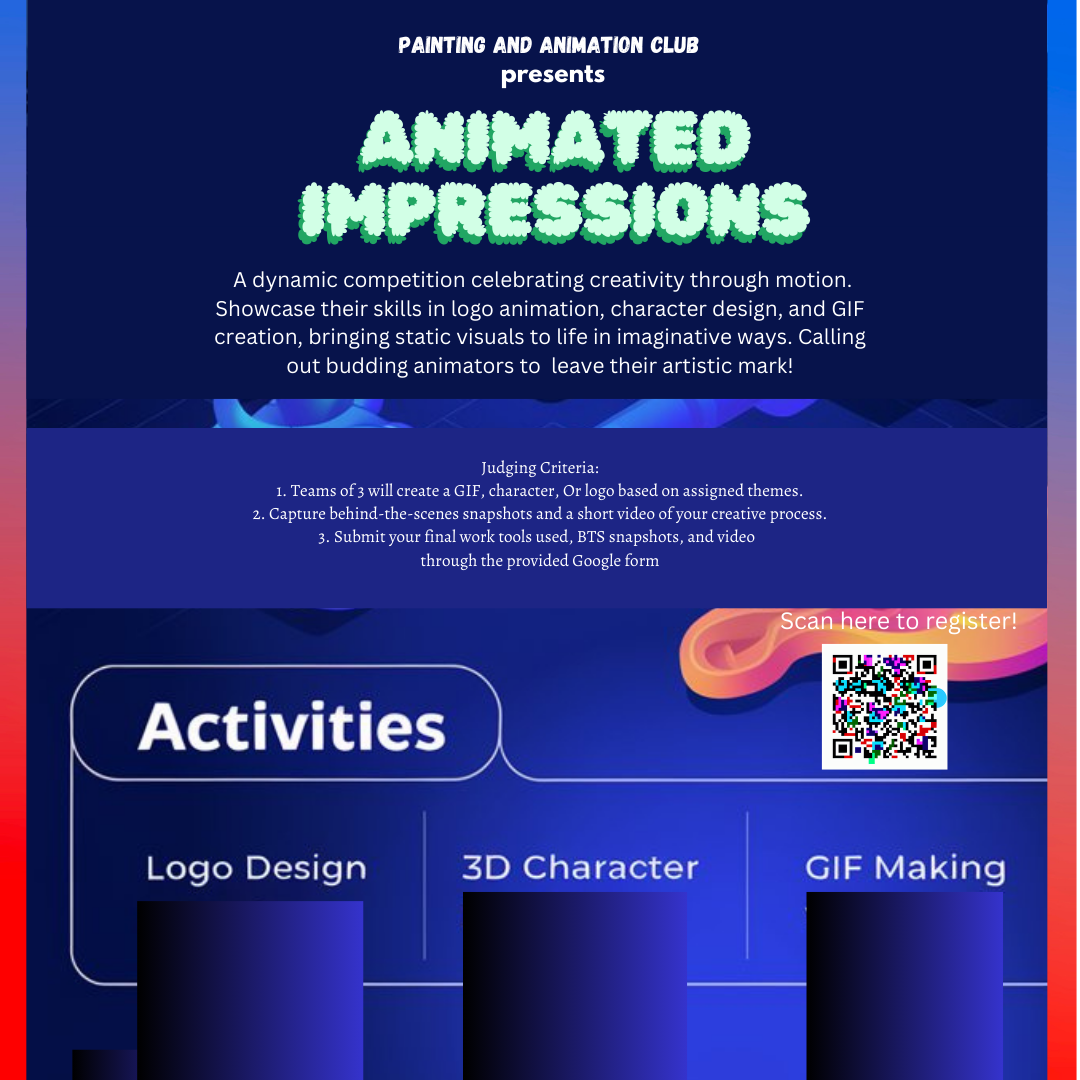 PAINTING AND ANIMATION CLUB
presents
ANIMATED
IMPRESSIONS
A dynamic competition celebrating creativity through motion.
Showcase their skills in logo animation, character design, and GIF
creation, bringing static visuals to life in imaginative ways. Calling
out budding animators to  leave their artistic mark!
Judging Criteria:
1. Teams of 3 will create a GIF, character, Or logo based on assigned themes.
2. Capture behind-the-scenes snapshots and a short video of your creative process.
3. Submit your final work tools used, BTS snapshots, and video
through the provided Google form
Scan here to register!
Activities
Logo Design
3D Character
GIF Making